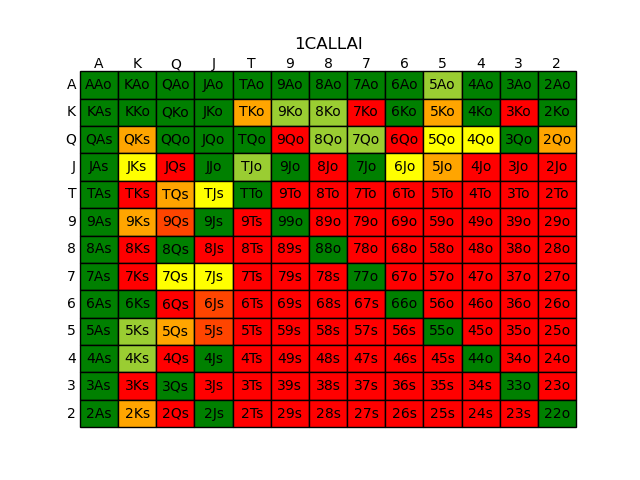 1CALLAI
A K Q J T 9 8 7 6 5 4 3 2
A AAo KAo QAo JAo TAo 9Ao 8Ao 7Ao 6Ao 5Ao 4Ao 3Ao 2Ao
K KAs KKo QKo JKo TKo 9Ko 8Ko 7Ko 6Ko 5Ko 4Ko 3Ko 2Ko
Q QAs QKs QQo JQo TQo 9Qo 8Qo 7Qo 6Qo 5Qo 4Qo 3Qo 2Qo
J JAs JKs JQs JJo TJo 9Jo 8Jo 7Jo 6Jo 5Jo 4Jo 3Jo 2Jo
T TAs TKs TQs TJs TTo 9To 8To 7To 6To 5To 4To 3To 2To
9 9As 9Ks 9Qs 9Js 9Ts 99o 89o 79o 69o 59o 49o 39o 29o
8 8As 8Ks 8Qs 8Js 8Ts 89s 88o 78o 68o 58o 48o 38o 28o
7 7As 7Ks 7Qs 7Js 7Ts 79s 78s 77o 67o 57o 47o 37o 27o
6 6As 6Ks 6Qs 6Js 6Ts 69s 68s 67s 66o 56o 46o 36o 26o
5 5As 5Ks 5Qs 5Js 5Ts 59s 58s 57s 56s 55o 45o 35o 25o
4 4As 4Ks 4Qs 4Js 4Ts 49s 48s 47s 46s 45s 44o 34o 24o
3 3As 3Ks 3Qs 3Js 3Ts 39s 38s 37s 36s 35s 34s 33o 23o
2 2As 2Ks 2Qs 2Js 2Ts 29s 28s 27s 26s 25s 24s 23s 22o